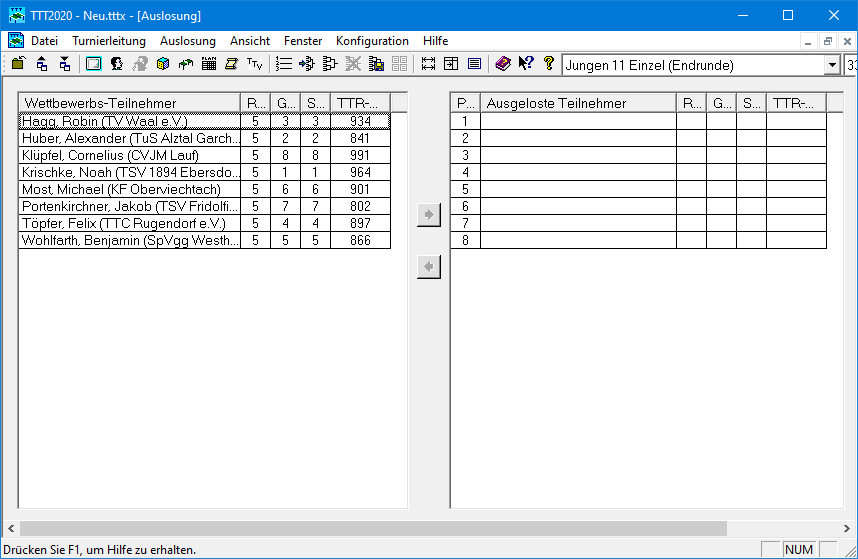 TTT2020 - Neu.tttx - [Auslosung]
Datei Turnierleitung Auslosung Ansicht Fenster Konfiguration Hilfe
Jungen 11 Einzel (Endrunde)
Wettbewerbs-Teilnehmer R... G... S... TTR-...
Hagg, Robin (TV Waal e.V.) 5 3 3 934
Huber, Alexander (TuS Alztal Garch... 5 2 2 841
Klüpfel, Cornelius (CVJM Lauf) 5 8 8 991
Krischke, Noah (TSV 1894 Ebersdo... 5 1 1 964
Most, Michael (KF Oberviechtach) 5 6 6 901
Portenkirchner, Jakob (TSV Fridolfi... 5 7 7 802
Töpfer, Felix (TTC Rugendorf e.V.) 5 4 4 897
Wohlfarth, Benjamin (SpVgg Westh... 5 5 5 866
P... Ausgeloste Teilnehmer R... G... S... TTR-...
1
2
3
4
5
6
7
8
Drücken Sie F1, um Hilfe zu erhalten.
NUM